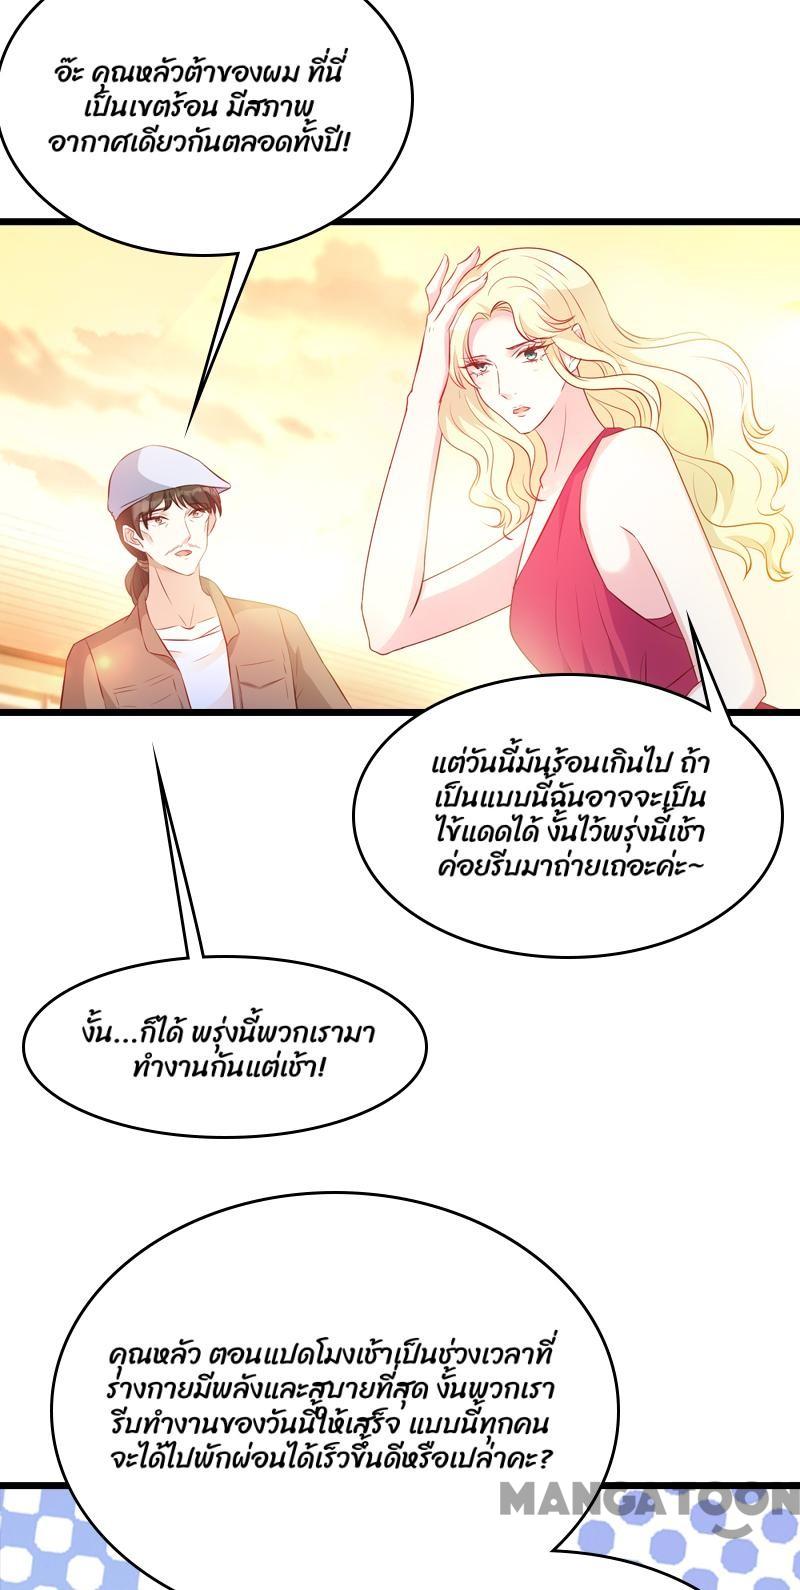 อ๊ะ คุณหลัวต้าของผม ที่นี่
เป็นเขตร้อน มีสภาพ
อากาศเดียวกันตลอดทั้งปี!
แต่วันนี้มันร้อนเกินไป ถ้า
เป็นแบบนี้ฉันอาจจะเป็น
ไข้แดดได้ งั้นไว้พรุ่งนี้เช้า
ค่อยรีบมาถ่ายเถอะค่ะ~
งั้น...ก็ได้ พรุ่งนี้พวกเรามา
ทำงานกันแต่เช้า!
คุณหลัว ตอนแปดโมงเช้าเป็นช่วงเวลาที่
ร่างกายมีพลังและสบายที่สุด งั้นพวกเรา
รีบทำงานของวันนี้ให้เสร็จ แบบนี้ทุกคน
จะได้ไปพักผ่อนได้เร็วขึ้นดีหรือเปล่าคะ?
MANGATOON